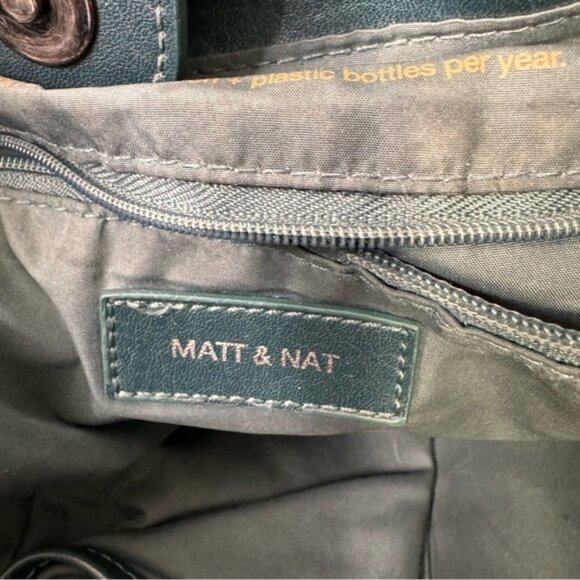 plastic bottles per year.
MATT & NAT